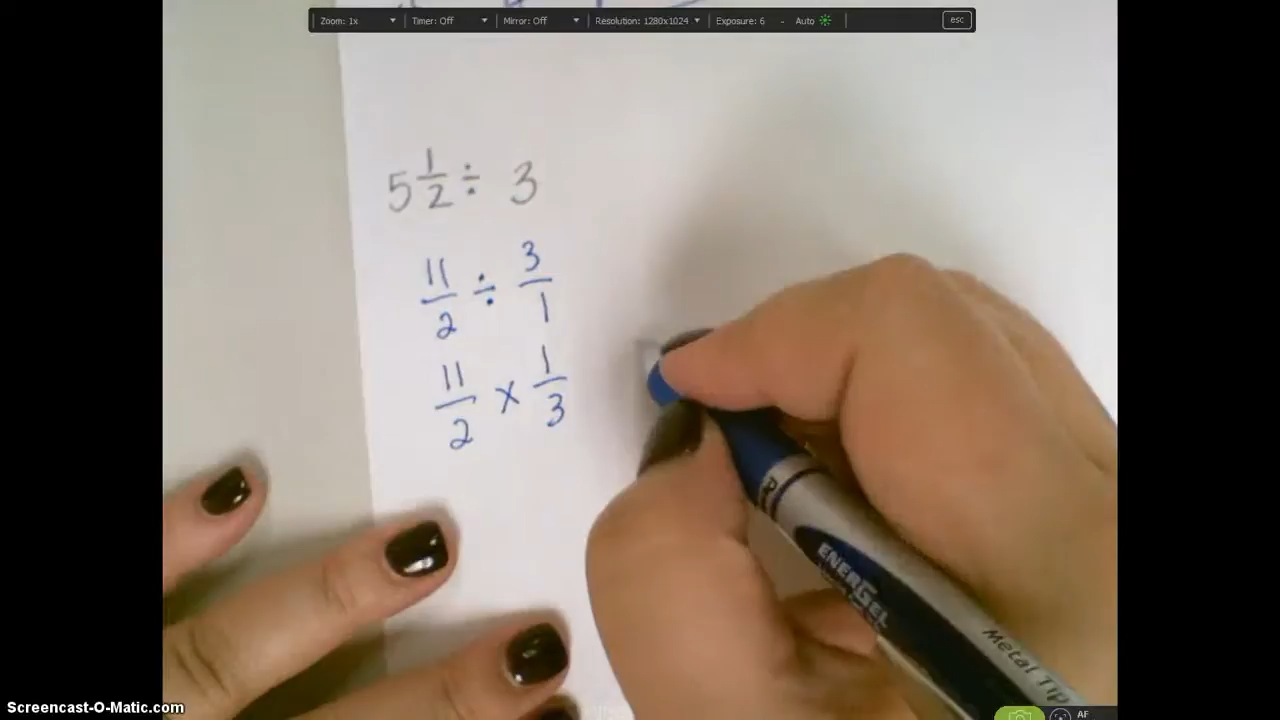 Zoom: 1x Timer: Off Mirror: Off Resolution: 1280x1024 Exposure: 6 - Auto esc
5 1/2 ÷ 3
11/2 ÷ 3/1
11/2 x 1/3
ENERGEL
Metal Tip
AF
Screencast-O-Matic.com